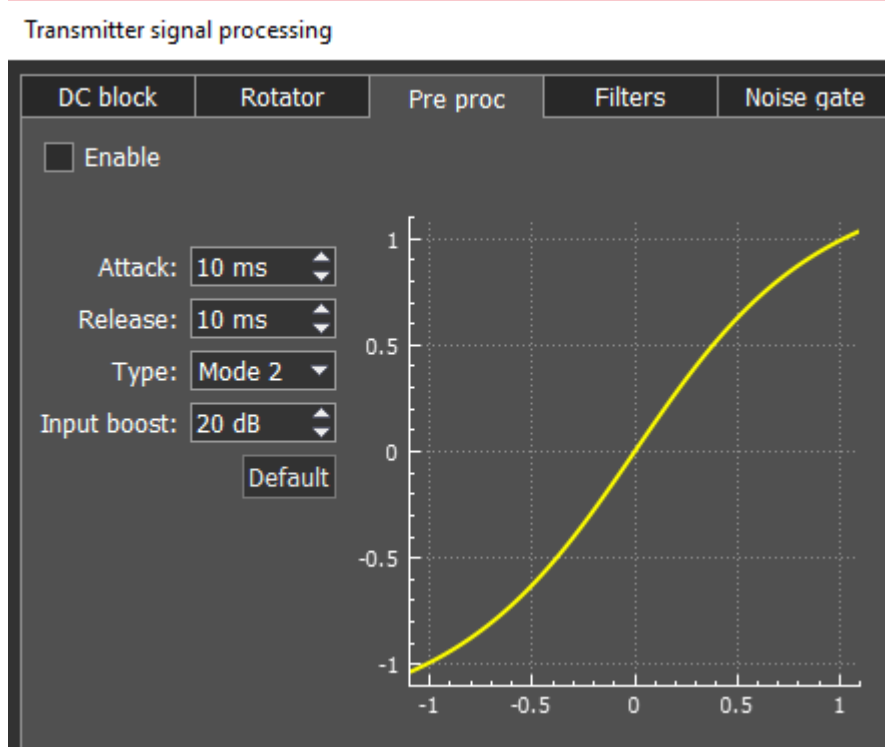 Transmitter signal processing
DC block Rotator Pre proc Filters Noise gate
Enable
Attack: 10 ms
Release: 10 ms
Type: Mode 2
Input boost: 20 dB
Default
1
0.5
0
-0.5
-1
-1 -0.5 0 0.5 1